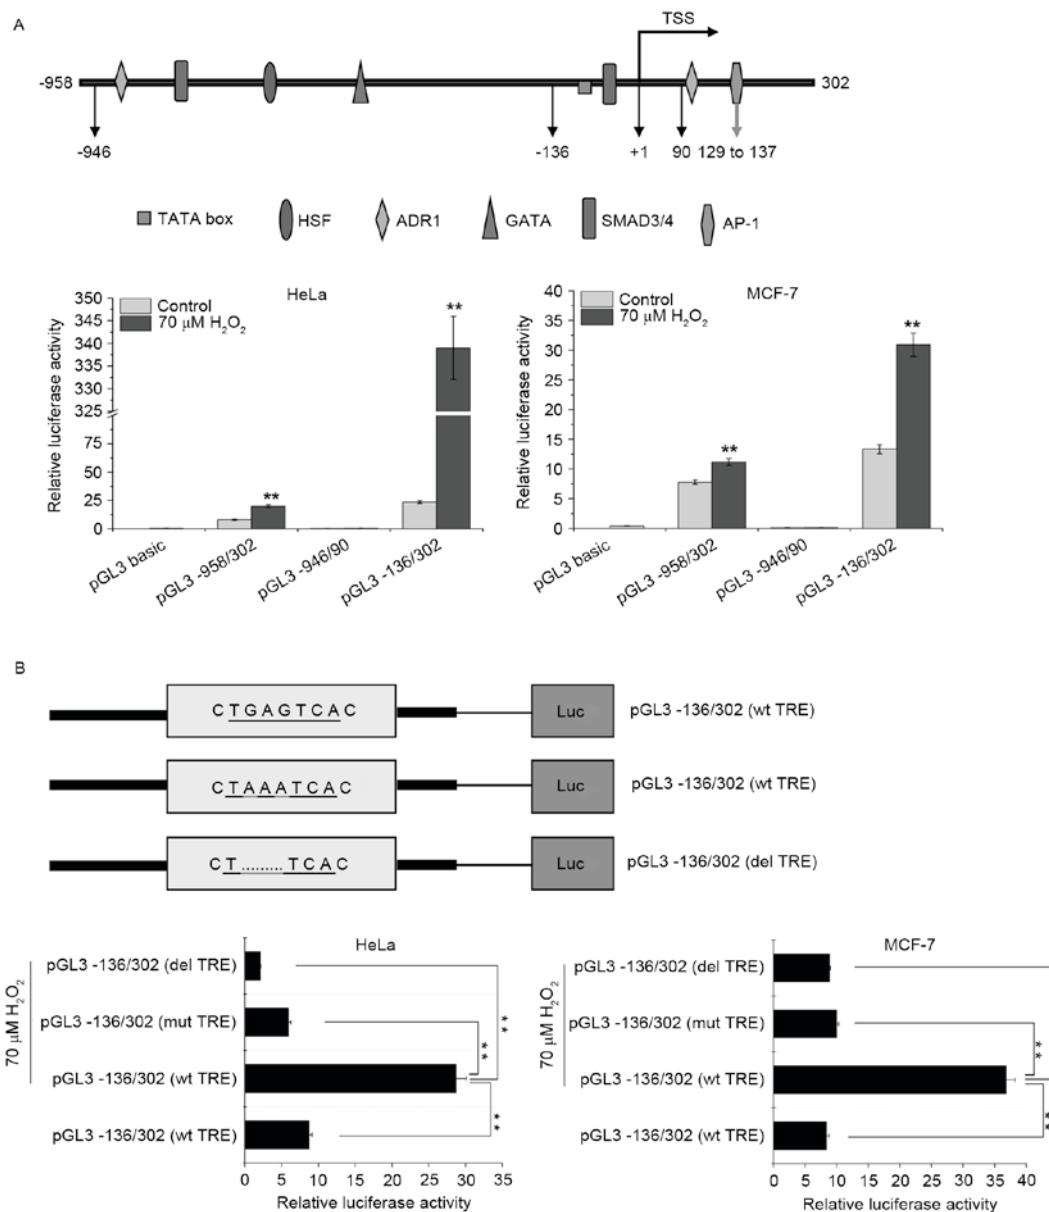 A
TSS
-958
302
-946
-136
+1
90
129 to 137
TATA box
HSF
ADR1
GATA
SMAD3/4
AP-1
HeLa
Control
70 μM H₂O₂
Relative luciferase activity
350
345
340
335
330
325
75
50
25
0
pGL3 basic
pGL3 -958/302
pGL3 -946/90
pGL3 -136/302
**
**
MCF-7
Control
70 μM H₂O₂
Relative luciferase activity
40
35
30
25
20
15
10
5
0
pGL3 basic
pGL3 -958/302
pGL3 -946/90
pGL3 -136/302
**
**
B
C T G A G T C A C
Luc
pGL3 -136/302 (wt TRE)
C T A A A T C A C
Luc
pGL3 -136/302 (wt TRE)
C T ......... T C A C
Luc
pGL3 -136/302 (del TRE)
HeLa
70 μM H₂O₂
pGL3 -136/302 (del TRE)
pGL3 -136/302 (mut TRE)
pGL3 -136/302 (wt TRE)
pGL3 -136/302 (wt TRE)
**
**
**
0 5 10 15 20 25 30 35
Relative luciferase activity
MCF-7
70 μM H₂O₂
pGL3 -136/302 (del TRE)
pGL3 -136/302 (mut TRE)
pGL3 -136/302 (wt TRE)
pGL3 -136/302 (wt TRE)
**
**
0 5 10 15 20 25 30 35 40
Relative luciferase activity